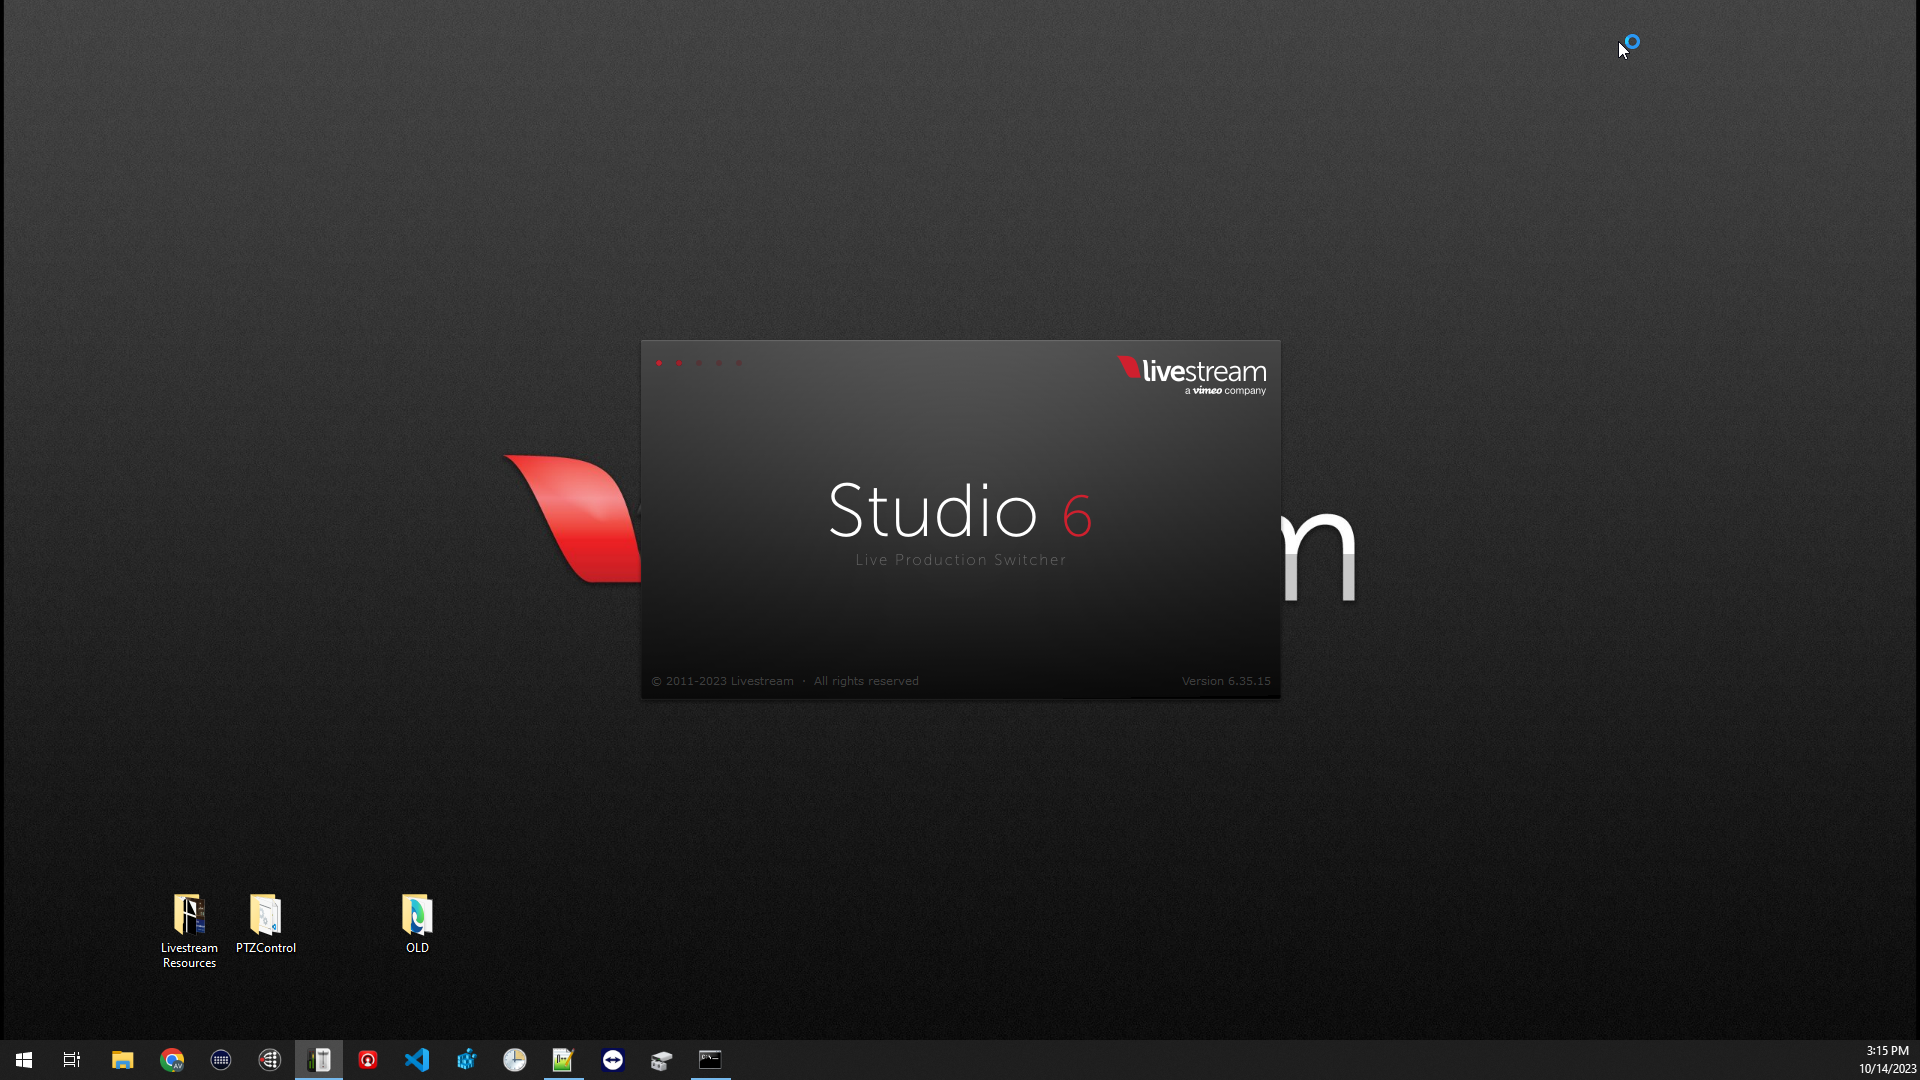 livestream
a vimeo company
Studio 6
Live Production Switcher
m
© 2011-2023 Livestream · All rights reserved
Version 6.35.15
Livestream
Resources
PTZControl
OLD
AV
3:15 PM
10/14/2023